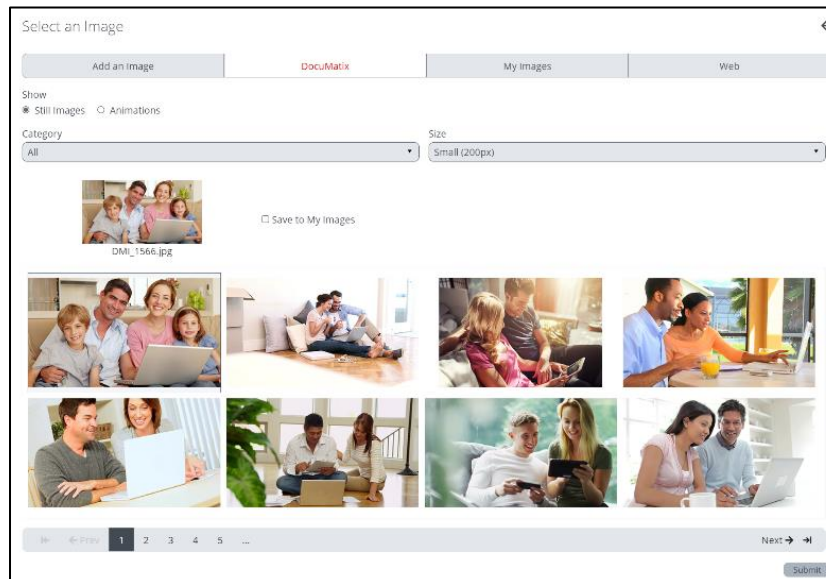 Select an Image
Add an Image DocuMatix My Images Web
Show
Still Images Animations
Category Size
All Small (200px)
Save to My Images
DMI_1566.jpg
Prev 1 2 3 4 5 ... Next
Submit